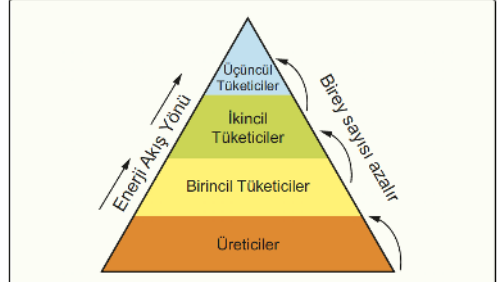 Üçüncül
Tüketiciler
İkincil
Tüketiciler
Birincil Tüketiciler
Üreticiler
Enerji Akış Yönü
Birey sayısı azalır